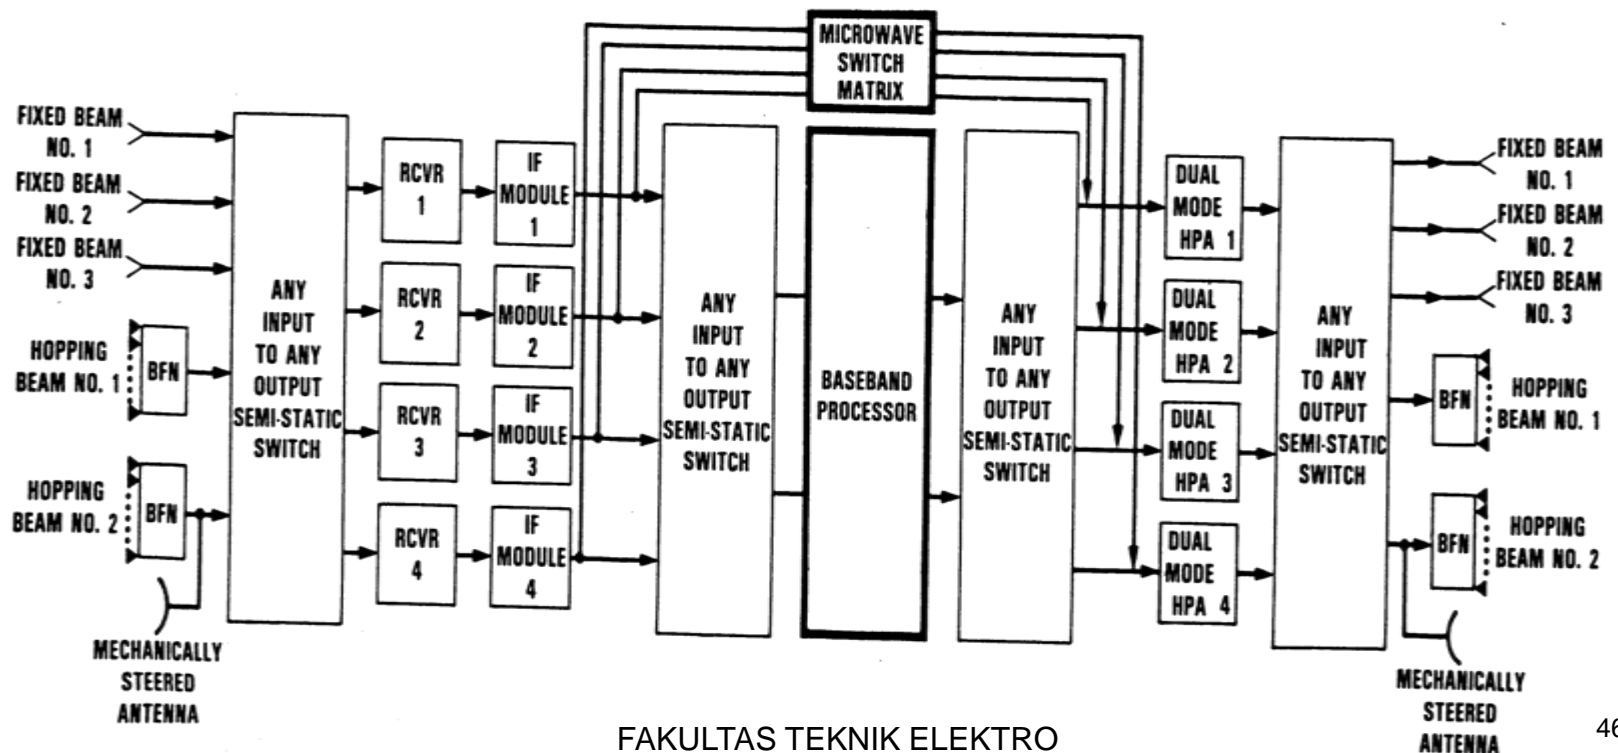 MICROWAVE
SWITCH
MATRIX
FIXED BEAM
NO. 1
FIXED BEAM
NO. 2
FIXED BEAM
NO. 3
HOPPING
BEAM NO. 1
BFN
HOPPING
BEAM NO. 2
BFN
MECHANICALLY
STEERED
ANTENNA
ANY
INPUT
TO ANY
OUTPUT
SEMI-STATIC
SWITCH
RCVR
1
RCVR
2
RCVR
3
RCVR
4
IF
MODULE
1
IF
MODULE
2
IF
MODULE
3
IF
MODULE
4
ANY
INPUT
TO ANY
OUTPUT
SEMI-STATIC
SWITCH
BASEBAND
PROCESSOR
ANY
INPUT
TO ANY
OUTPUT
SEMI-STATIC
SWITCH
DUAL
MODE
HPA 1
DUAL
MODE
HPA 2
DUAL
MODE
HPA 3
DUAL
MODE
HPA 4
ANY
INPUT
TO ANY
OUTPUT
SEMI-STATIC
SWITCH
FIXED BEAM
NO. 1
FIXED BEAM
NO. 2
FIXED BEAM
NO. 3
BFN
HOPPING
BEAM NO. 1
BFN
HOPPING
BEAM NO. 2
MECHANICALLY
STEERED
ANTENNA
FAKULTAS TEKNIK ELEKTRO
46